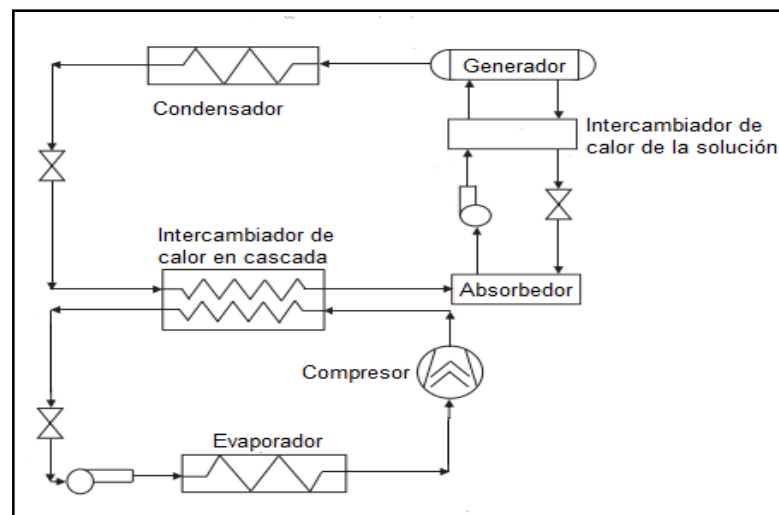 Generador
Condensador
Intercambiador de
calor de la solución
Intercambiador de
calor en cascada
Absorbedor
Compresor
Evaporador